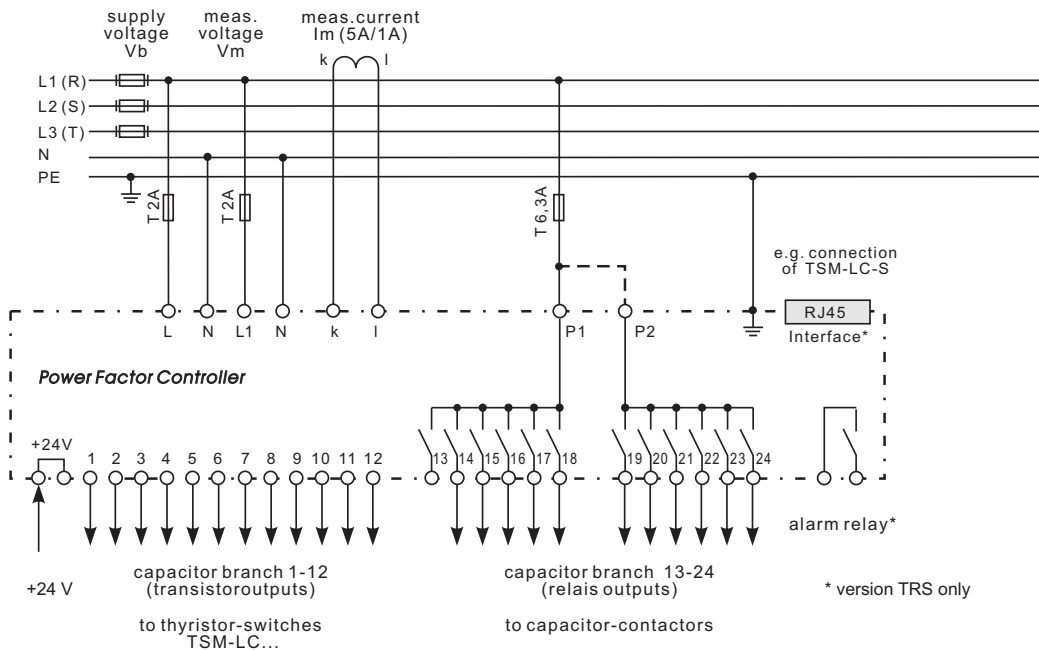 supply
voltage
Vb
meas.
voltage
Vm
meas.current
Im (5A/1A)
k l
L1 (R)
L2 (S)
L3 (T)
N
PE
T 2A
T 2A
T 6,3A
e.g. connection
of TSM-LC-S
RJ45
Interface*
L N L1 N k l P1 P2
Power Factor Controller
+24V
1 2 3 4 5 6 7 8 9 10 11 12
13 14 15 16 17 18
19 20 21 22 23 24
alarm relay*
+24 V
capacitor branch 1-12
(transistoroutputs)
to thyristor-switches
TSM-LC...
capacitor branch 13-24
(relais outputs)
to capacitor-contactors
* version TRS only